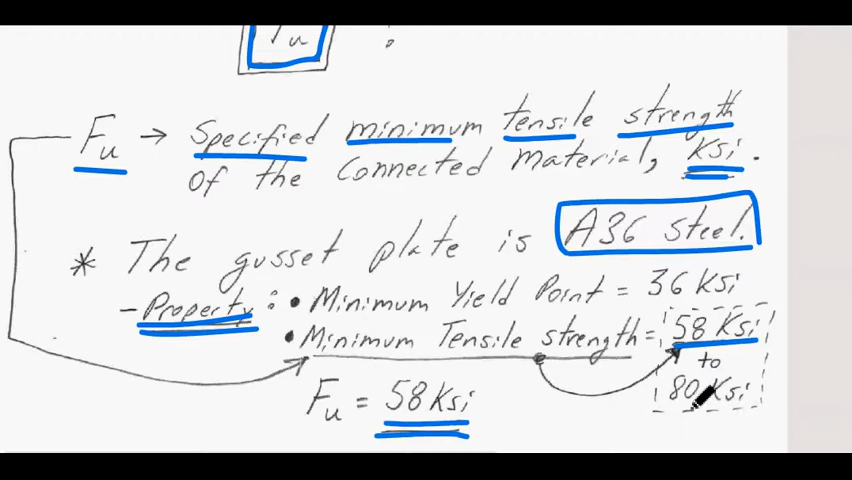 Fu :
Fu → Specified minimum tensile strength
of the connected material, Ksi.
* The gusset plate is A36 steel.
- Property: • Minimum Yield Point = 36 Ksi
• Minimum Tensile strength = 58 Ksi
to
80 Ksi
Fu = 58 Ksi